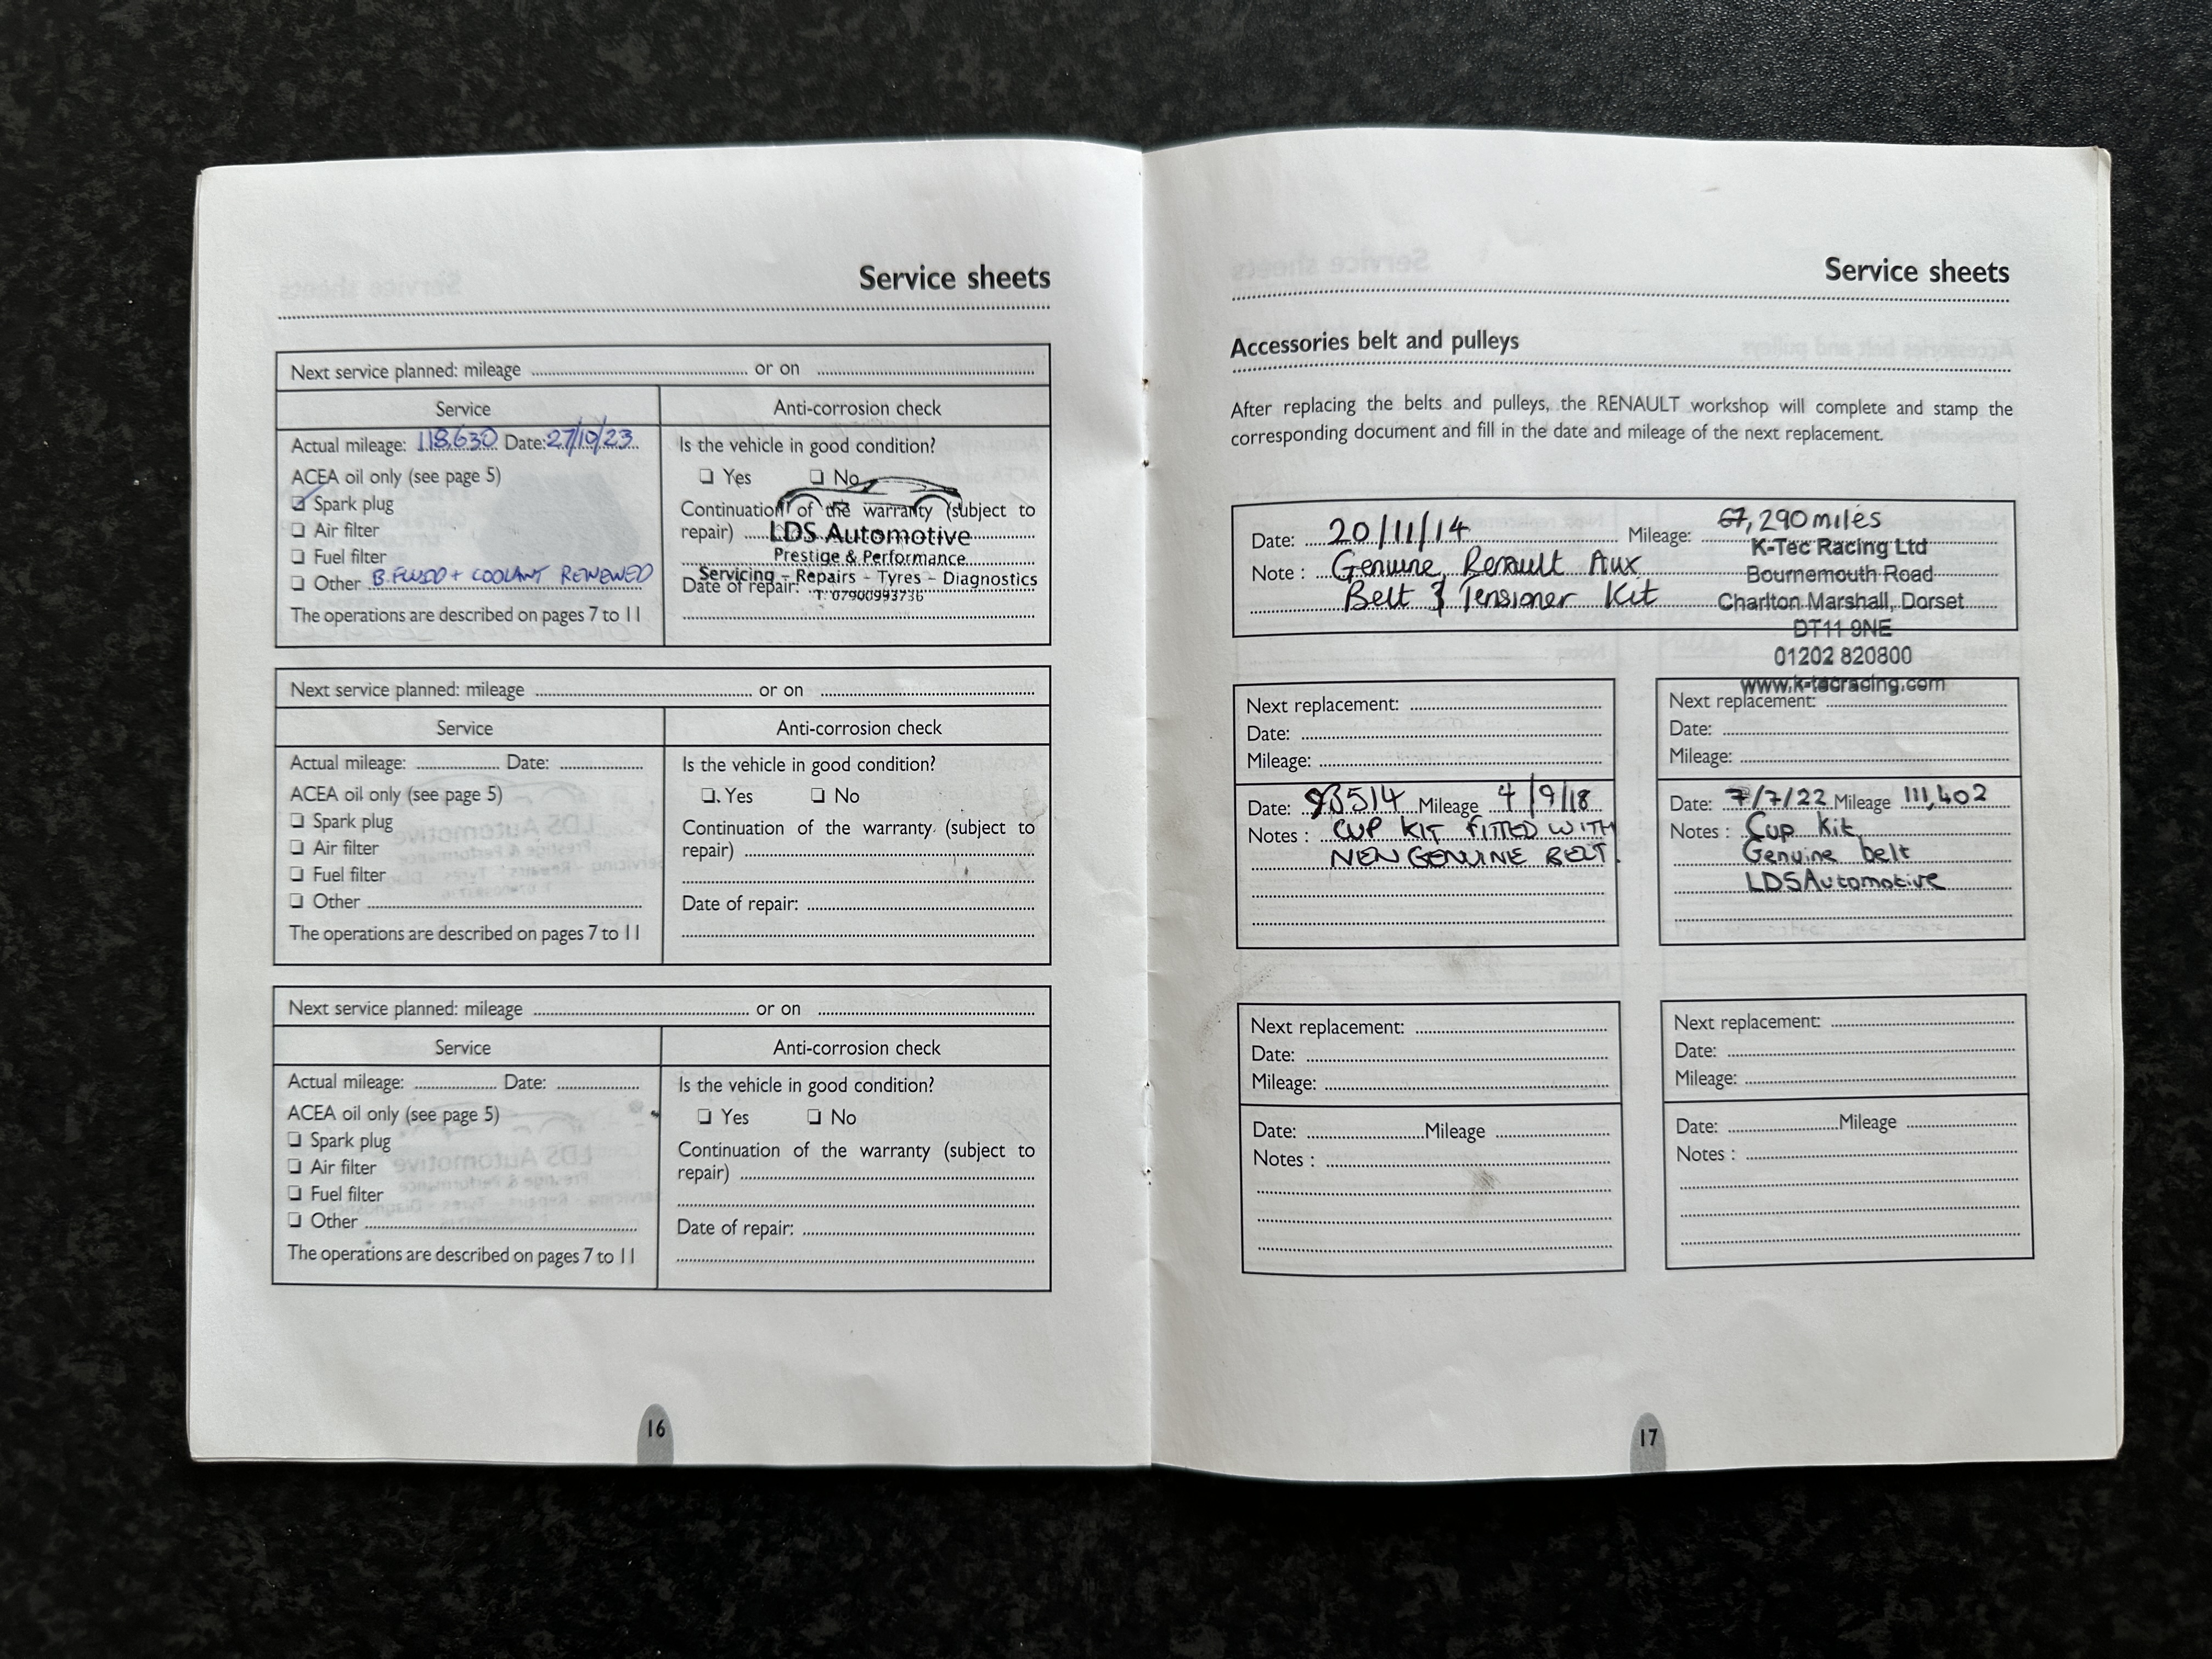 Service sheets
Next service planned: mileage ........ or on ........
Service
Anti-corrosion check
Actual mileage: 118,630 Date: 27/10/23
ACEA oil only (see page 5)
Spark plug
Air filter
Fuel filter
Other B.FLUID + COOLANT RENEWED
The operations are described on pages 7 to 11
Is the vehicle in good condition?
Yes No
Continuation of the warranty (subject to
repair)
Date of repair:
LDS Automotive
Prestige & Performance
Servicing - Repairs - Tyres - Diagnostics
T: 07900993736
Next service planned: mileage ........ or on ........
Service
Anti-corrosion check
Actual mileage: ........ Date: ........
ACEA oil only (see page 5)
Spark plug
Air filter
Fuel filter
Other
The operations are described on pages 7 to 11
Is the vehicle in good condition?
Yes No
Continuation of the warranty (subject to
repair)
Date of repair:
Next service planned: mileage ........ or on ........
Service
Anti-corrosion check
Actual mileage: ........ Date: ........
ACEA oil only (see page 5)
Spark plug
Air filter
Fuel filter
Other
The operations are described on pages 7 to 11
Is the vehicle in good condition?
Yes No
Continuation of the warranty (subject to
repair)
Date of repair:
16
Service sheets
Accessories belt and pulleys
After replacing the belts and pulleys, the RENAULT workshop will complete and stamp the
corresponding document and fill in the date and mileage of the next replacement.
Date: 20/11/14 Mileage: 67,290 miles
Note : Genuine Renault Aux
Belt & Tensioner Kit
K-Tec Racing Ltd
Bournemouth Road
Charlton Marshall, Dorset
DT11 9NE
01202 820800
www.k-tecracing.com
Next replacement:
Date:
Mileage:
Date: 93514 Mileage 4/9/18
Notes : CUP KIT FITTED WITH
NEW GENUINE BELT.
Next replacement:
Date:
Mileage:
Date: 7/7/22 Mileage 111,402
Notes : Cup Kit
Genuine belt
LDSAutomotive
Next replacement:
Date:
Mileage:
Date: ........ Mileage ........
Notes :
Next replacement:
Date:
Mileage:
Date: ........ Mileage ........
Notes :
17